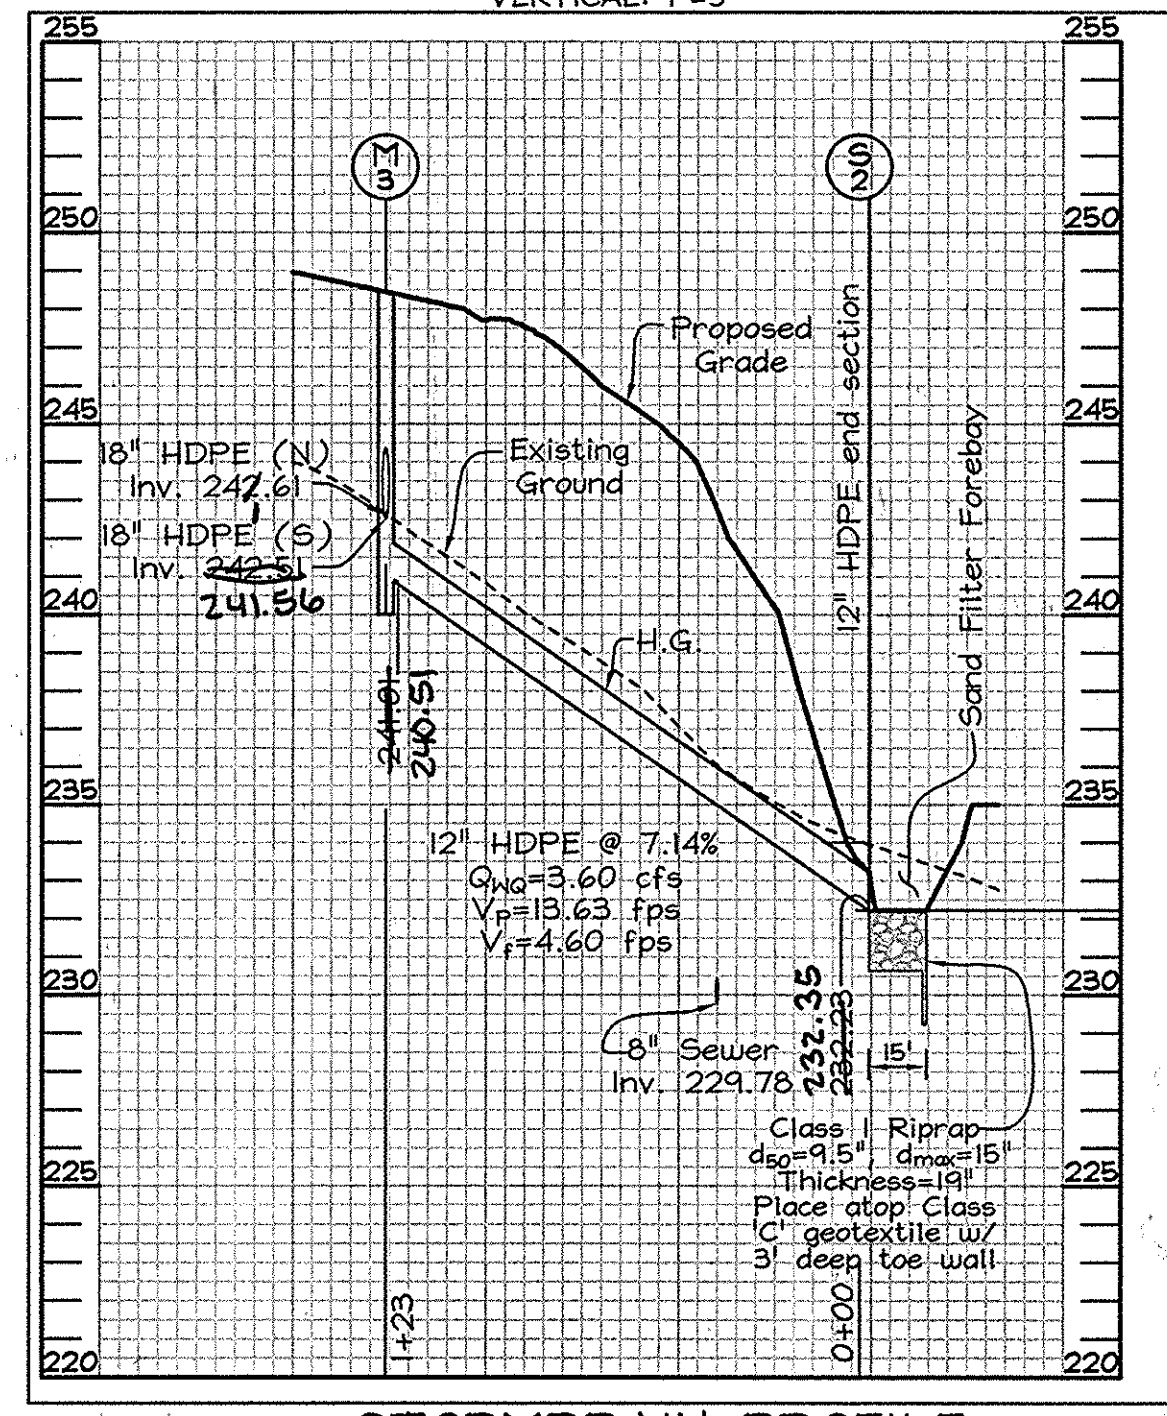 VERTICAL: 1"=5'
255
255
M
3
S
2
250
250
Proposed
Grade
12" HDPE end section
245
245
Sand Filter Forebay
18" HDPE (N)
Inv. 242.61
1
Existing
Ground
18" HDPE (S)
Inv. 242.51
241.56
240
240
H.G.
241.01
240.51
235
235
12" HDPE @ 7.14%
QWQ=3.60 cfs
Vp=13.63 fps
Vf=4.60 fps
230
230
232.35
232.23
8" Sewer
Inv. 229.78
15'
Class I Riprap
d50=9.5", dmax=15"
Thickness=19"
Place atop Class
'C' geotextile w/
3' deep toe wall
225
225
1+23
0+00
220
220